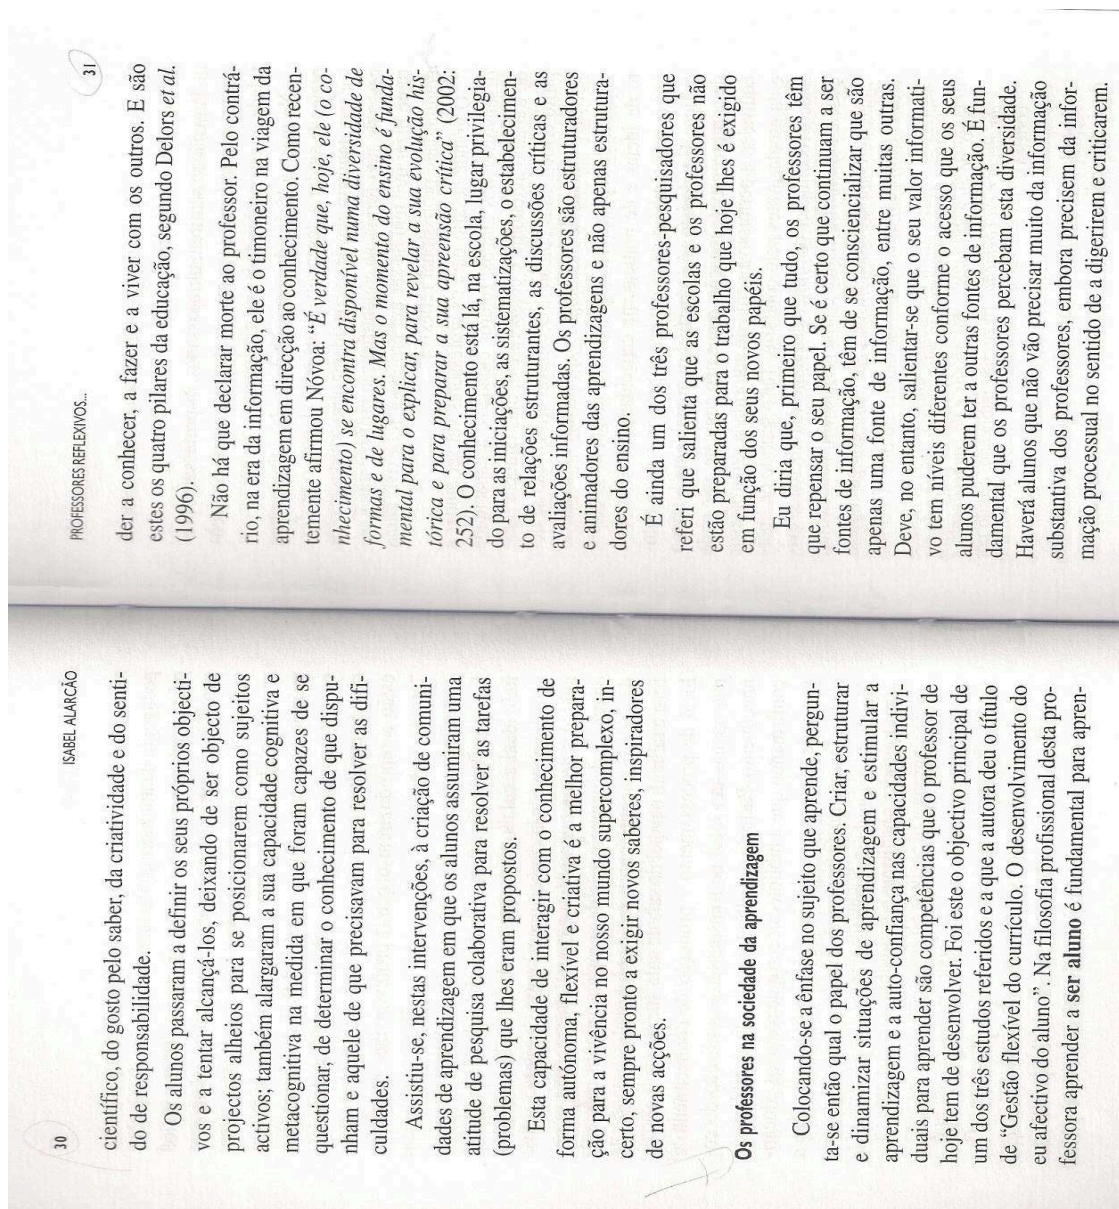 30
ISABEL ALARCÃO
científico, do gosto pelo saber, da criatividade e do senti-
do de responsabilidade.
Os alunos passaram a definir os seus próprios objecti-
vos e a tentar alcançá-los, deixando de ser objecto de
projectos alheios para se posicionarem como sujeitos
activos; também alargaram a sua capacidade cognitiva e
metacognitiva na medida em que foram capazes de se
questionar, de determinar o conhecimento de que dispu-
nham e aquele de que precisavam para resolver as difi-
culdades.
Assistiu-se, nestas intervenções, à criação de comuni-
dades de aprendizagem em que os alunos assumiram uma
atitude de pesquisa colaborativa para resolver as tarefas
(problemas) que lhes eram propostos.
Esta capacidade de interagir com o conhecimento de
forma autónoma, flexível e criativa é a melhor prepara-
ção para a vivência no nosso mundo supercomplexo, in-
certo, sempre pronto a exigir novos saberes, inspiradores
de novas acções.
Os professores na sociedade da aprendizagem
Colocando-se a ênfase no sujeito que aprende, pergun-
ta-se então qual o papel dos professores. Criar, estruturar
e dinamizar situações de aprendizagem e estimular a
aprendizagem e a auto-confiança nas capacidades indivi-
duais para aprender são competências que o professor de
hoje tem de desenvolver. Foi este o objectivo principal de
um dos três estudos referidos e a que a autora deu o título
de “Gestão flexível do currículo. O desenvolvimento do
eu afectivo do aluno”. Na filosofia profissional desta pro-
fessora aprender a ser aluno é fundamental para apren-
PROFESSORES REFLEXIVOS...
31
der a conhecer, a fazer e a viver com os outros. E são
estes os quatro pilares da educação, segundo Delors et al.
(1996).
Não há que declarar morte ao professor. Pelo contrá-
rio, na era da informação, ele é o timoneiro na viagem da
aprendizagem em direcção ao conhecimento. Como recen-
temente afirmou Nóvoa: “É verdade que, hoje, ele (o co-
nhecimento) se encontra disponível numa diversidade de
formas e de lugares. Mas o momento do ensino é funda-
mental para o explicar, para revelar a sua evolução his-
tórica e para preparar a sua apreensão crítica” (2002:
252). O conhecimento está lá, na escola, lugar privilegia-
do para as iniciações, as sistematizações, o estabelecimen-
to de relações estruturantes, as discussões críticas e as
avaliações informadas. Os professores são estruturadores
e animadores das aprendizagens e não apenas estrutura-
dores do ensino.
É ainda um dos três professores-pesquisadores que
referi que salienta que as escolas e os professores não
estão preparadas para o trabalho que hoje lhes é exigido
em função dos seus novos papéis.
Eu diria que, primeiro que tudo, os professores têm
que repensar o seu papel. Se é certo que continuam a ser
fontes de informação, têm de se consciencializar que são
apenas uma fonte de informação, entre muitas outras.
Deve, no entanto, salientar-se que o seu valor informati-
vo tem níveis diferentes conforme o acesso que os seus
alunos puderem ter a outras fontes de informação. É fun-
damental que os professores percebam esta diversidade.
Haverá alunos que não vão precisar muito da informação
substantiva dos professores, embora precisem da infor-
mação processual no sentido de a digerirem e criticarem.